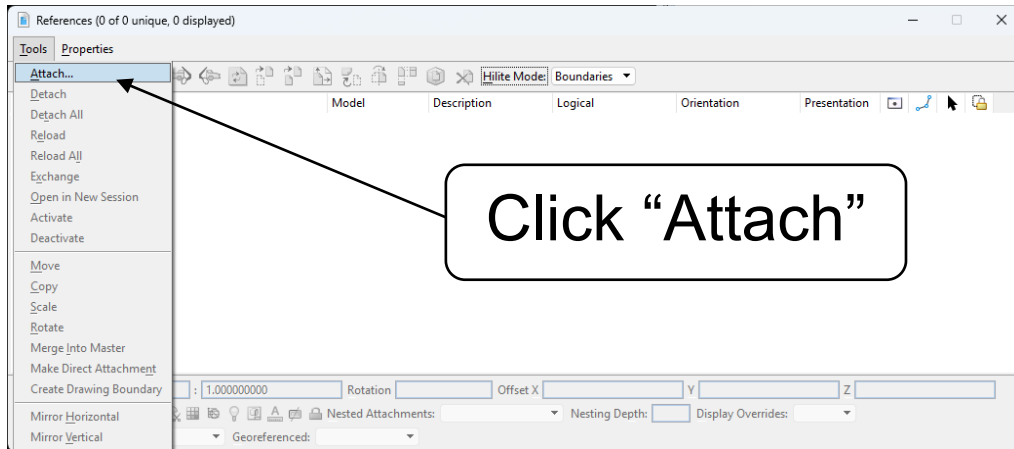 References (0 of 0 unique, 0 displayed)
Tools Properties
Attach...
Hilite Mode: Boundaries
Detach
Model Description Logical Orientation Presentation
Detach All
Reload
Reload All
Exchange
Open in New Session
Activate
Deactivate
Click “Attach”
Move
Copy
Scale
Rotate
Merge Into Master
Make Direct Attachment
Create Drawing Boundary : 1.000000000 Rotation Offset X Y Z
Mirror Horizontal Nested Attachments: Nesting Depth: Display Overrides:
Mirror Vertical Georeferenced: